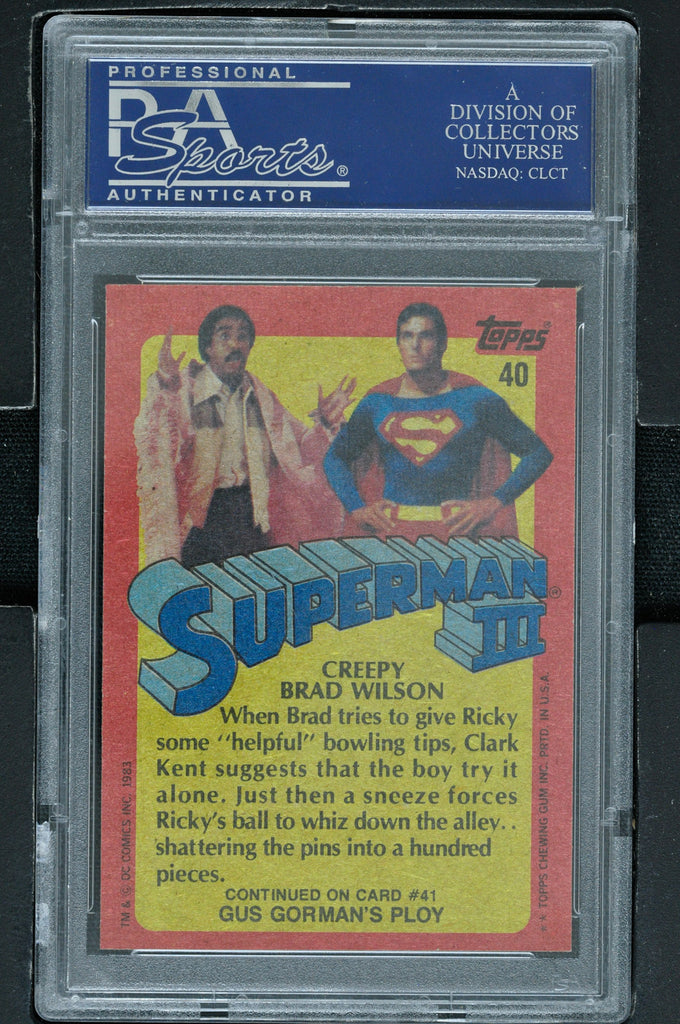 PROFESSIONAL
PSA
Sports®
AUTHENTICATOR
A
DIVISION OF
COLLECTORS
UNIVERSE
NASDAQ: CLCT
Topps®
40
S
SUPERMAN®
III
CREEPY
BRAD WILSON
When Brad tries to give Ricky
some "helpful" bowling tips, Clark
Kent suggests that the boy try it
alone. Just then a sneeze forces
Ricky's ball to whiz down the alley..
shattering the pins into a hundred
pieces.
CONTINUED ON CARD #41
GUS GORMAN'S PLOY
TM & © DC COMICS INC. 1983
** TOPPS CHEWING GUM INC. PRTD. IN U.S.A.